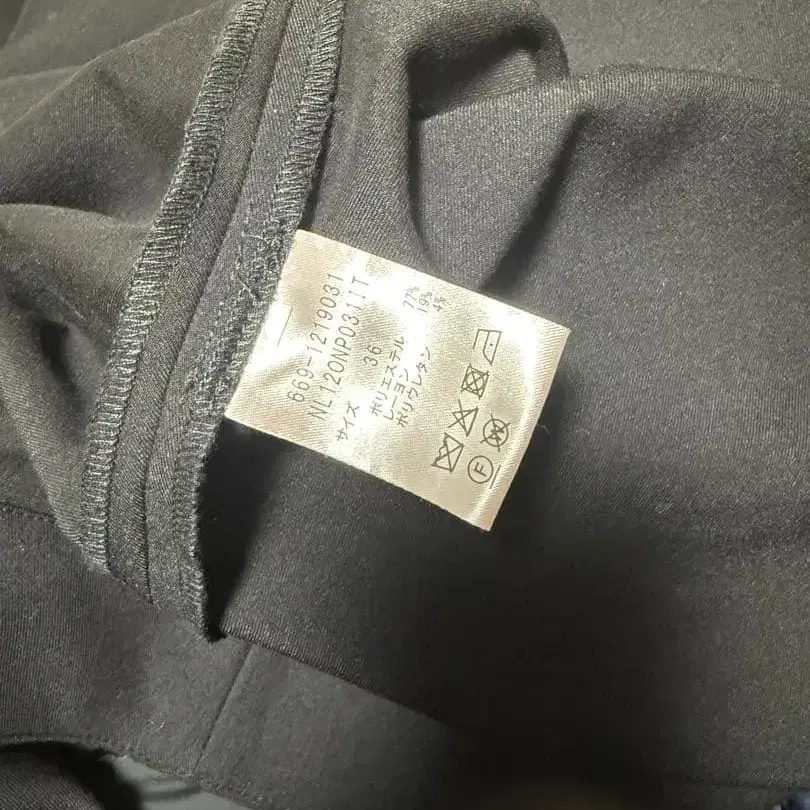 669-1219031
NL120NP0311T
サイズ 36
ポリエステル 77%
レーヨン 19%
ポリウレタン 4%
F W